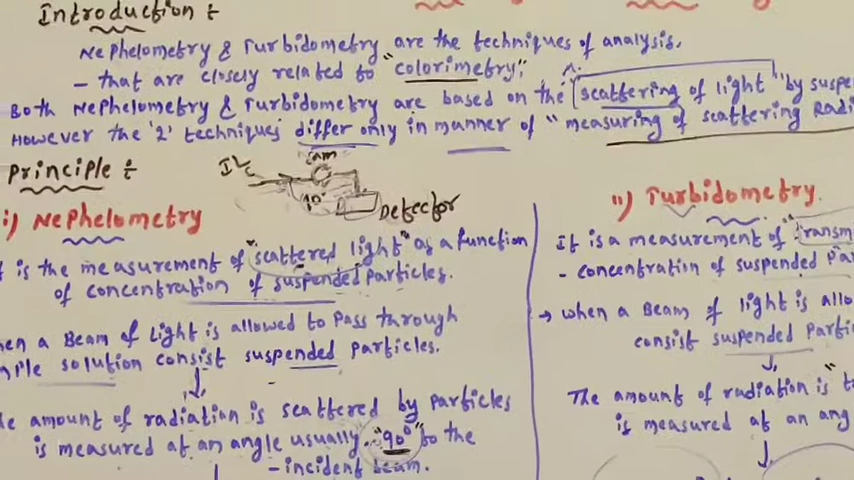 Introduction :
Nephelometry & Turbidometry are the techniques of analysis.
- that are closely related to "colorimetry".
Both Nephelometry & Turbidometry are based on the "scattering of light" by
However the '2' techniques differ only in manner of "measuring of scattering
Principle :
sam
90°
Detector
i) Nephelometry
is the measurement of "scattered light" as a function
of concentration of suspended particles.
a Beam of Light is allowed to pass through
solution consist suspended particles.
amount of radiation is scattered by particles
is measured at an angle usually "90°" to the
- incident beam.
ii) Turbidometry.
It is a measurement of
- concentration of suspended
→ when a Beam of light is
consist suspended
The amount of radiation is
is measured at an